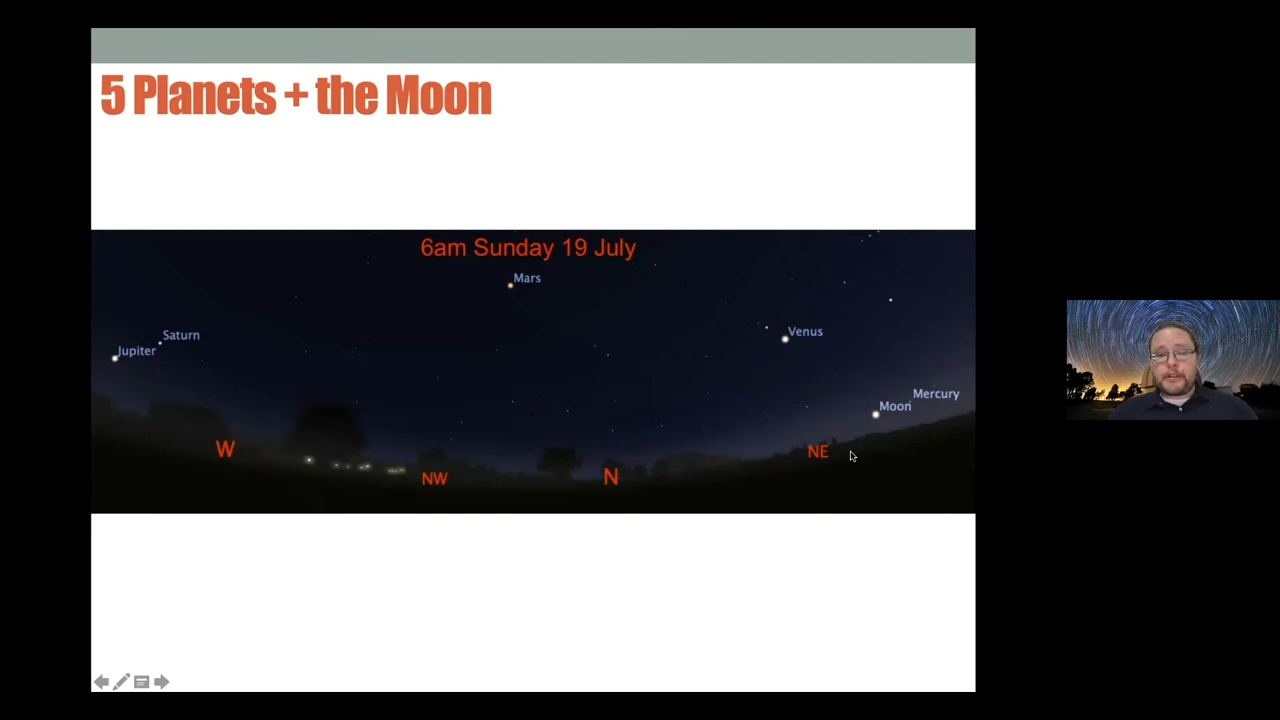 5 Planets + the Moon
6am Sunday 19 July
Mars
Saturn
Jupiter
Venus
Mercury
Moon
W
NW
N
NE